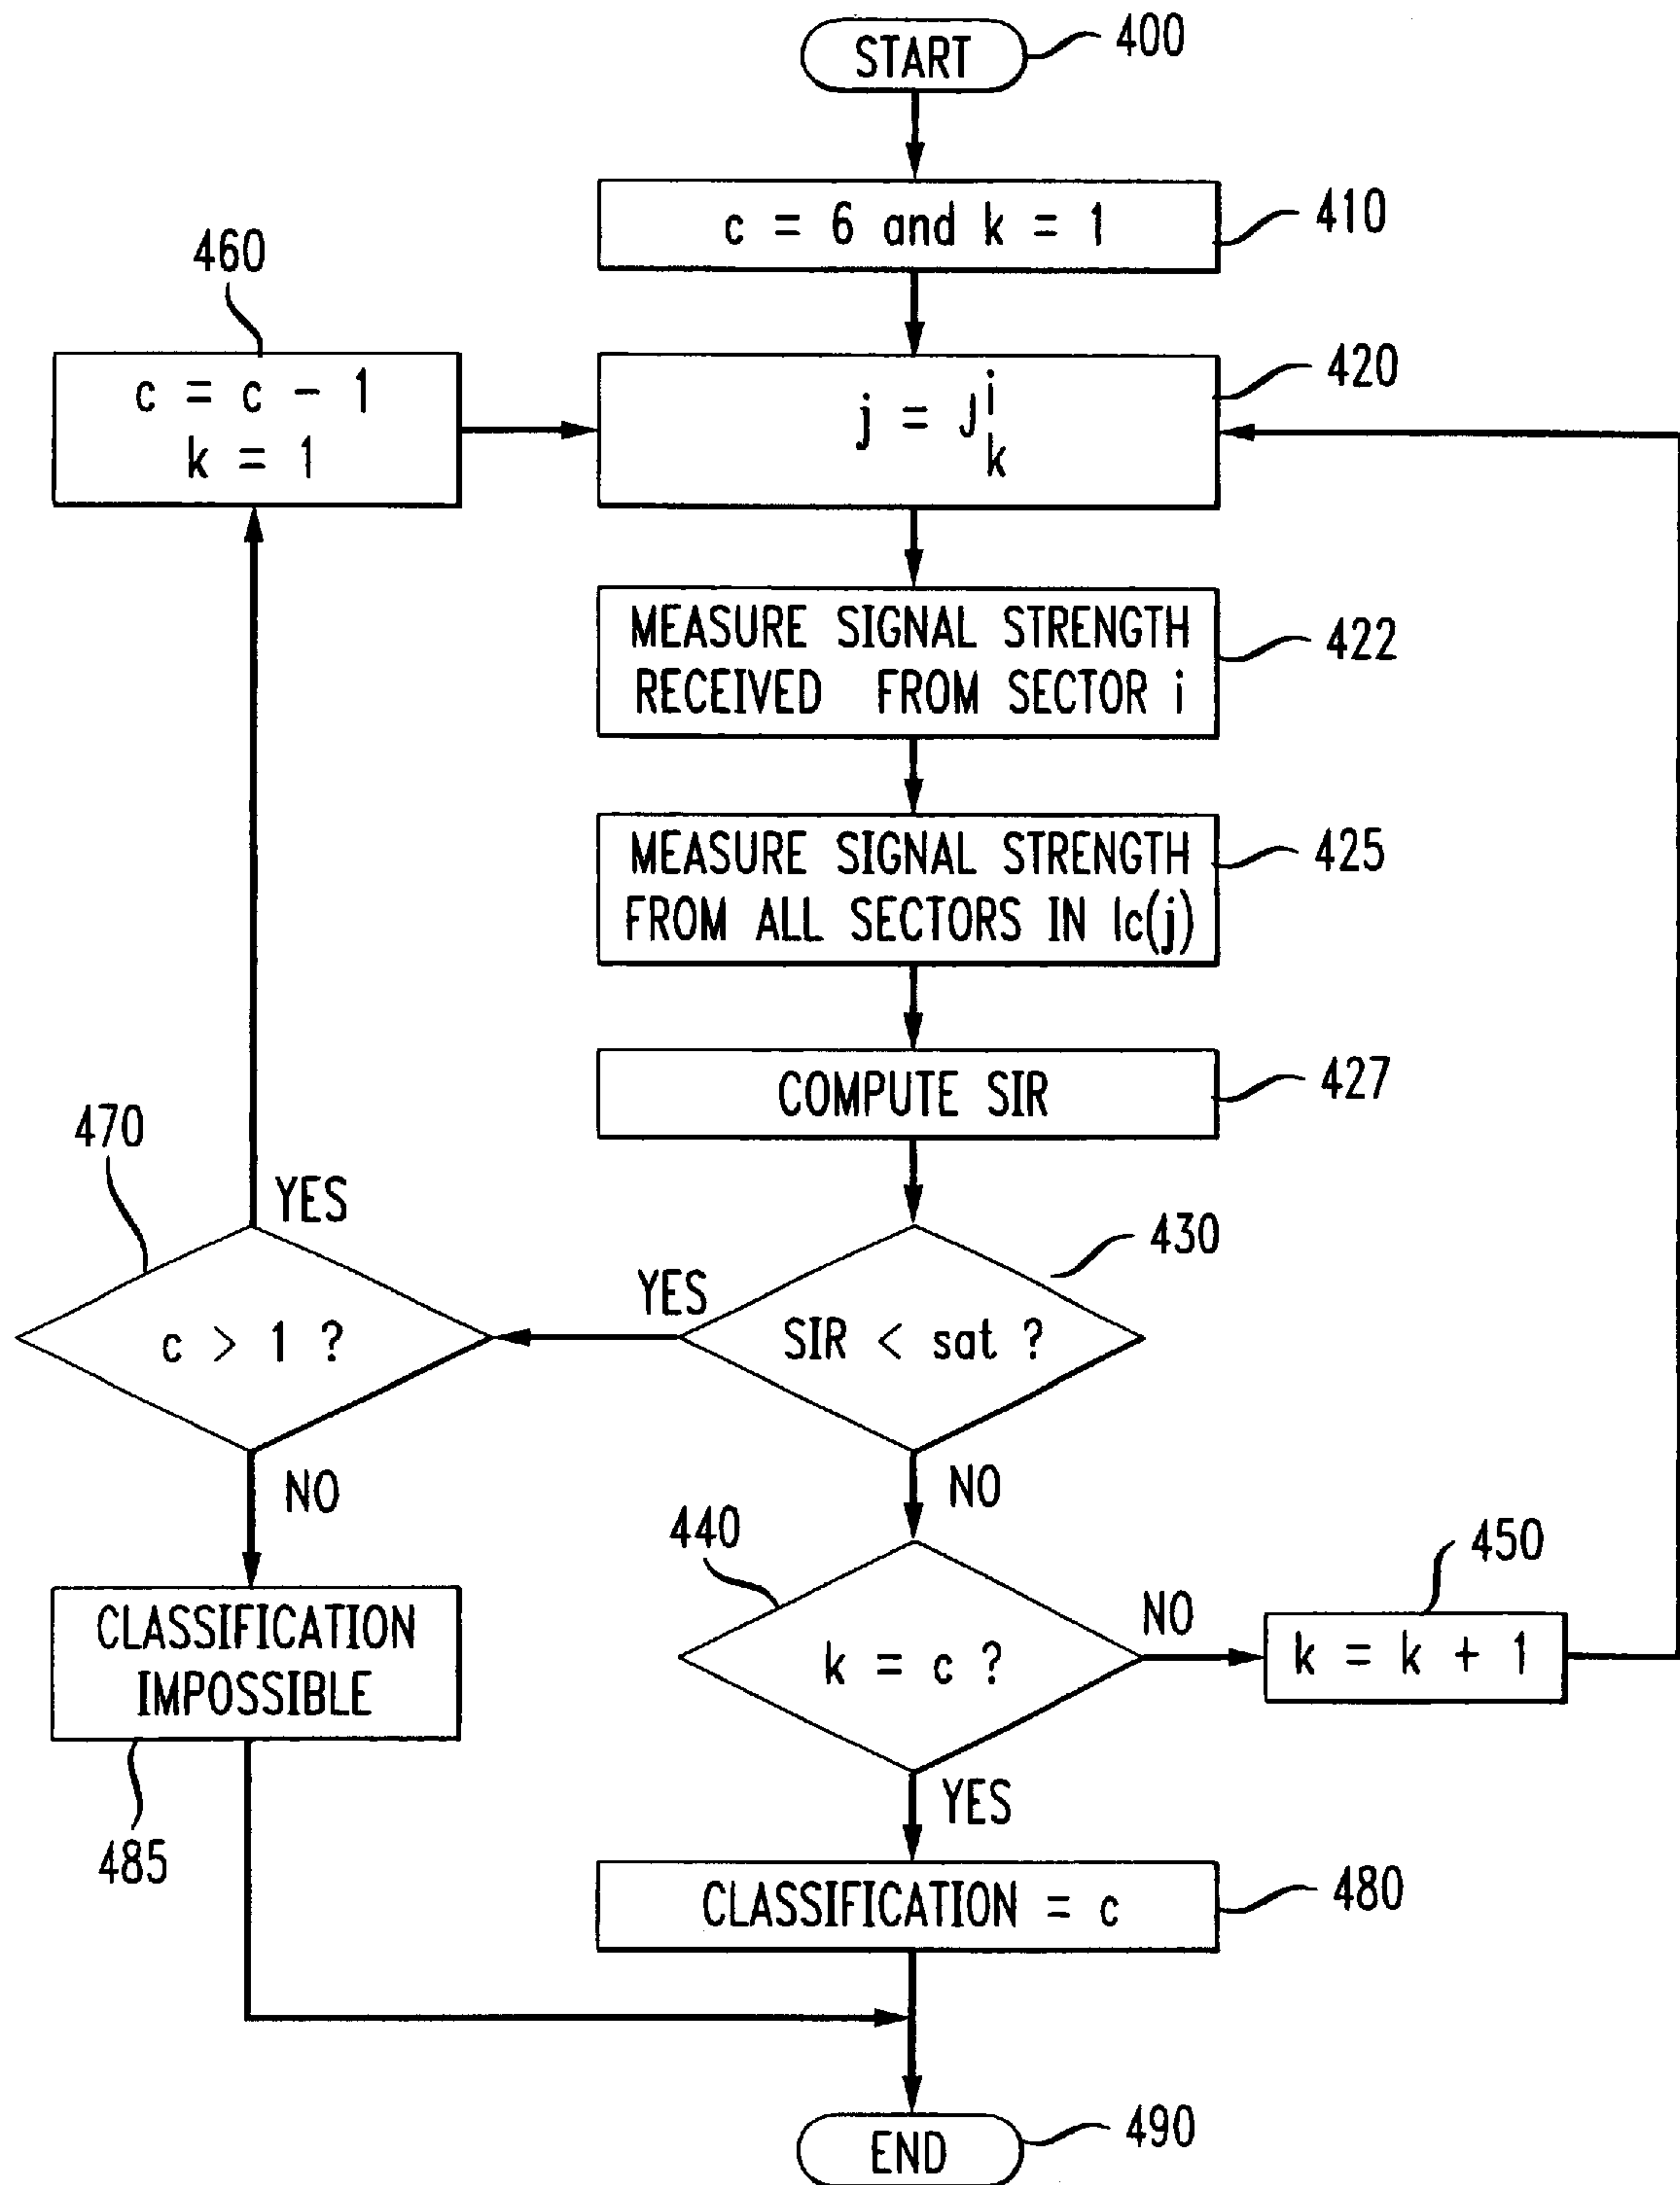 START
400
c = 6 and k = 1
410
460
c = c - 1
k = 1
j = J^i_k
420
MEASURE SIGNAL STRENGTH
RECEIVED FROM SECTOR i
422
MEASURE SIGNAL STRENGTH
FROM ALL SECTORS IN Ic(j)
425
COMPUTE SIR
427
470
YES
c > 1 ?
YES
SIR < sat ?
430
NO
NO
440
k = c ?
NO
450
k = k + 1
CLASSIFICATION
IMPOSSIBLE
485
YES
CLASSIFICATION = c
480
END
490